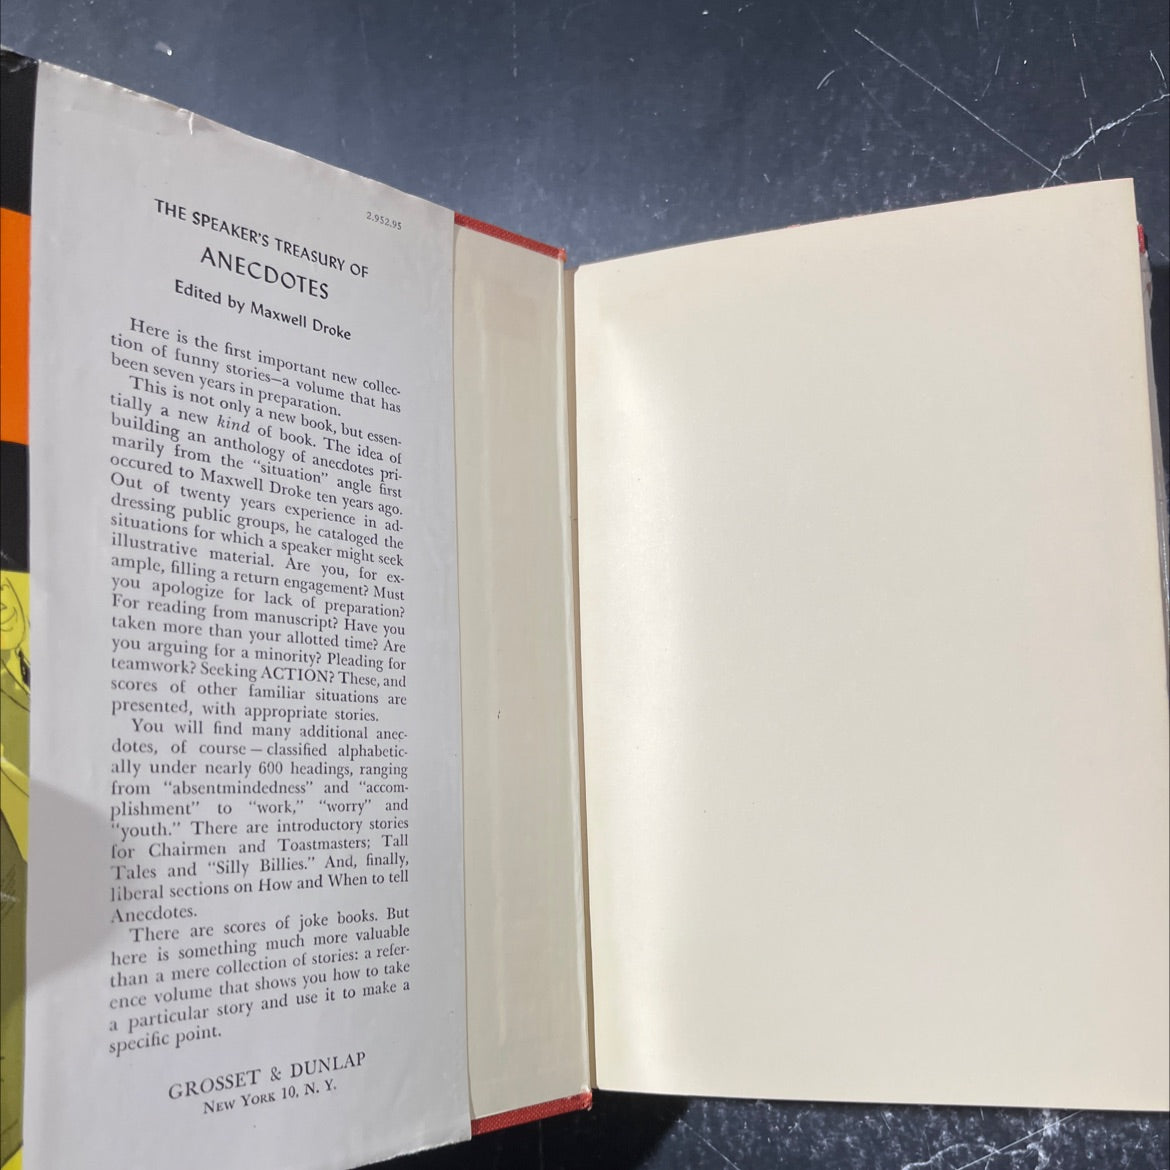 2.952.95
THE SPEAKER'S TREASURY OF
ANECDOTES
Edited by Maxwell Droke
Here is the first important new collec-
tion of funny stories—a volume that has
been seven years in preparation.
This is not only a new book, but essen-
tially a new kind of book. The idea of
building an anthology of anecdotes pri-
marily from the "situation" angle first
occured to Maxwell Droke ten years ago.
Out of twenty years experience in ad-
dressing public groups, he cataloged the
situations for which a speaker might seek
illustrative material. Are you, for ex-
ample, filling a return engagement? Must
you apologize for lack of preparation?
For reading from manuscript? Have you
taken more than your allotted time? Are
you arguing for a minority? Pleading for
teamwork? Seeking ACTION? These, and
scores of other familiar situations are
presented, with appropriate stories.
You will find many additional anec-
dotes, of course — classified alphabetic-
ally under nearly 600 headings, ranging
from "absentmindedness" and "accom-
plishment" to "work," "worry" and
"youth." There are introductory stories
for Chairmen and Toastmasters; Tall
Tales and "Silly Billies." And, finally,
liberal sections on How and When to tell
Anecdotes.
There are scores of joke books. But
here is something much more valuable
than a mere collection of stories: a refer-
ence volume that shows you how to take
a particular story and use it to make a
specific point.
GROSSET & DUNLAP
NEW YORK 10, N. Y.